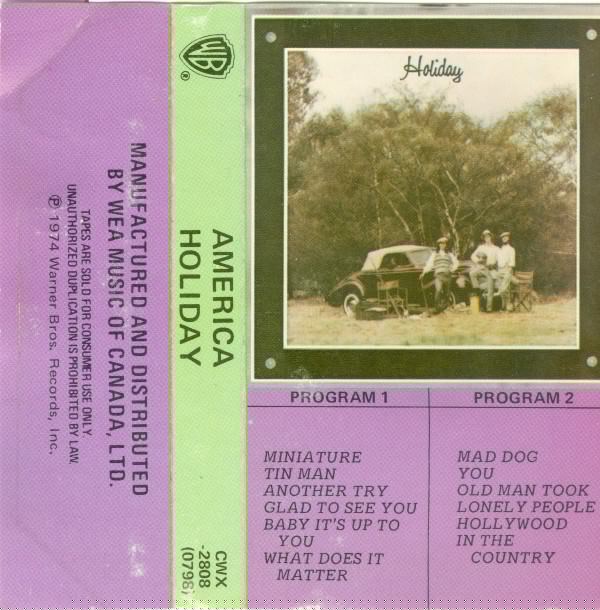 MANUFACTURED AND DISTRIBUTED
BY WEA MUSIC OF CANADA, LTD.
TAPES ARE SOLD FOR CONSUMER USE ONLY.
UNAUTHORIZED DUPLICATION IS PROHIBITED BY LAW.
℗ 1974 Warner Bros. Records, Inc.
WB
®
AMERICA
HOLIDAY
CWX
-2808
(0798)
Holiday
PROGRAM 1
MINIATURE
TIN MAN
ANOTHER TRY
GLAD TO SEE YOU
BABY IT'S UP TO
YOU
WHAT DOES IT
MATTER
PROGRAM 2
MAD DOG
YOU
OLD MAN TOOK
LONELY PEOPLE
HOLLYWOOD
IN THE
COUNTRY